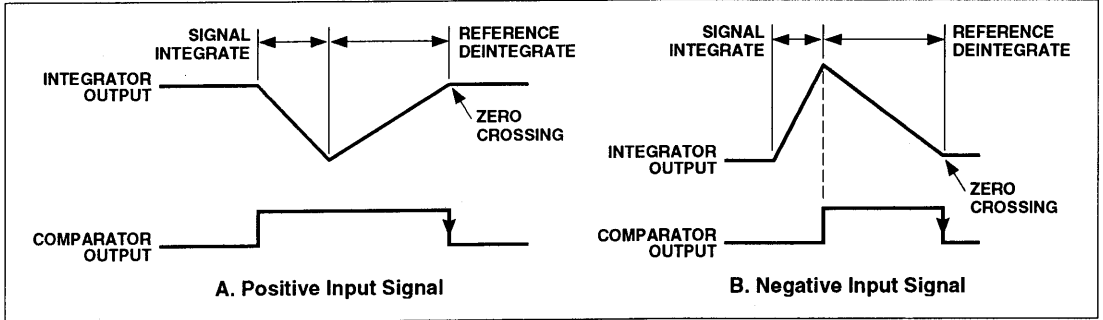 SIGNAL
INTEGRATE
REFERENCE
DEINTEGRATE
INTEGRATOR
OUTPUT
ZERO
CROSSING
COMPARATOR
OUTPUT
A. Positive Input Signal
SIGNAL
INTEGRATE
REFERENCE
DEINTEGRATE
INTEGRATOR
OUTPUT
ZERO
CROSSING
COMPARATOR
OUTPUT
B. Negative Input Signal